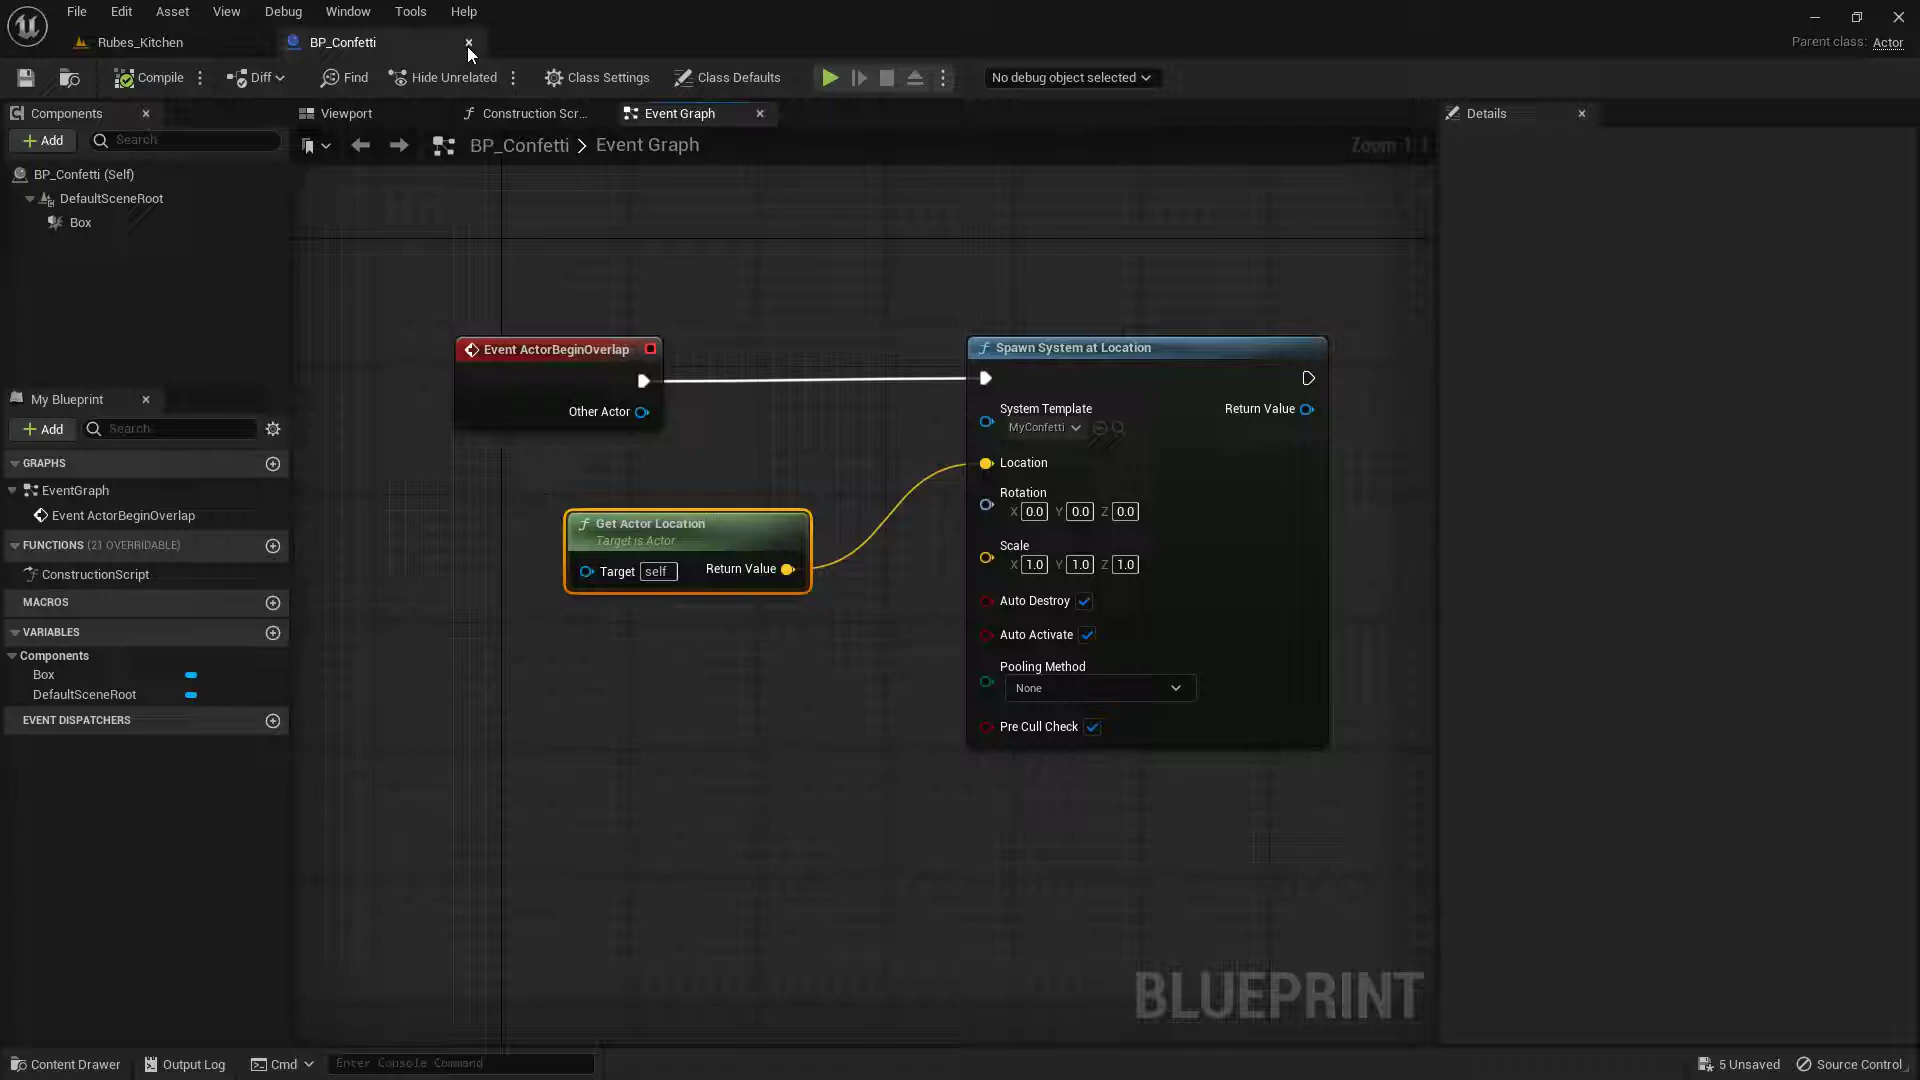 File Edit Asset View Debug Window Tools Help
Rubes_Kitchen BP_Confetti
Parent class: Actor
Compile Diff Find Hide Unrelated Class Settings Class Defaults No debug object selected
Components Viewport Construction Scr... Event Graph Details
Add Search BP_Confetti > Event Graph Zoom 1:1
BP_Confetti (Self)
DefaultSceneRoot
Box
Event ActorBeginOverlap
Other Actor
Spawn System at Location
System Template Return Value
MyConfetti
Location
Rotation
X 0.0 Y 0.0 Z 0.0
Scale
X 1.0 Y 1.0 Z 1.0
Auto Destroy
Auto Activate
Pooling Method
None
Pre Cull Check
Get Actor Location
Target is Actor
Target self Return Value
My Blueprint
Add Search
GRAPHS
EventGraph
Event ActorBeginOverlap
FUNCTIONS (21 OVERRIDABLE)
ConstructionScript
MACROS
VARIABLES
Components
Box
DefaultSceneRoot
EVENT DISPATCHERS
BLUEPRINT
Content Drawer Output Log Cmd Enter Console Command 5 Unsaved Source Control